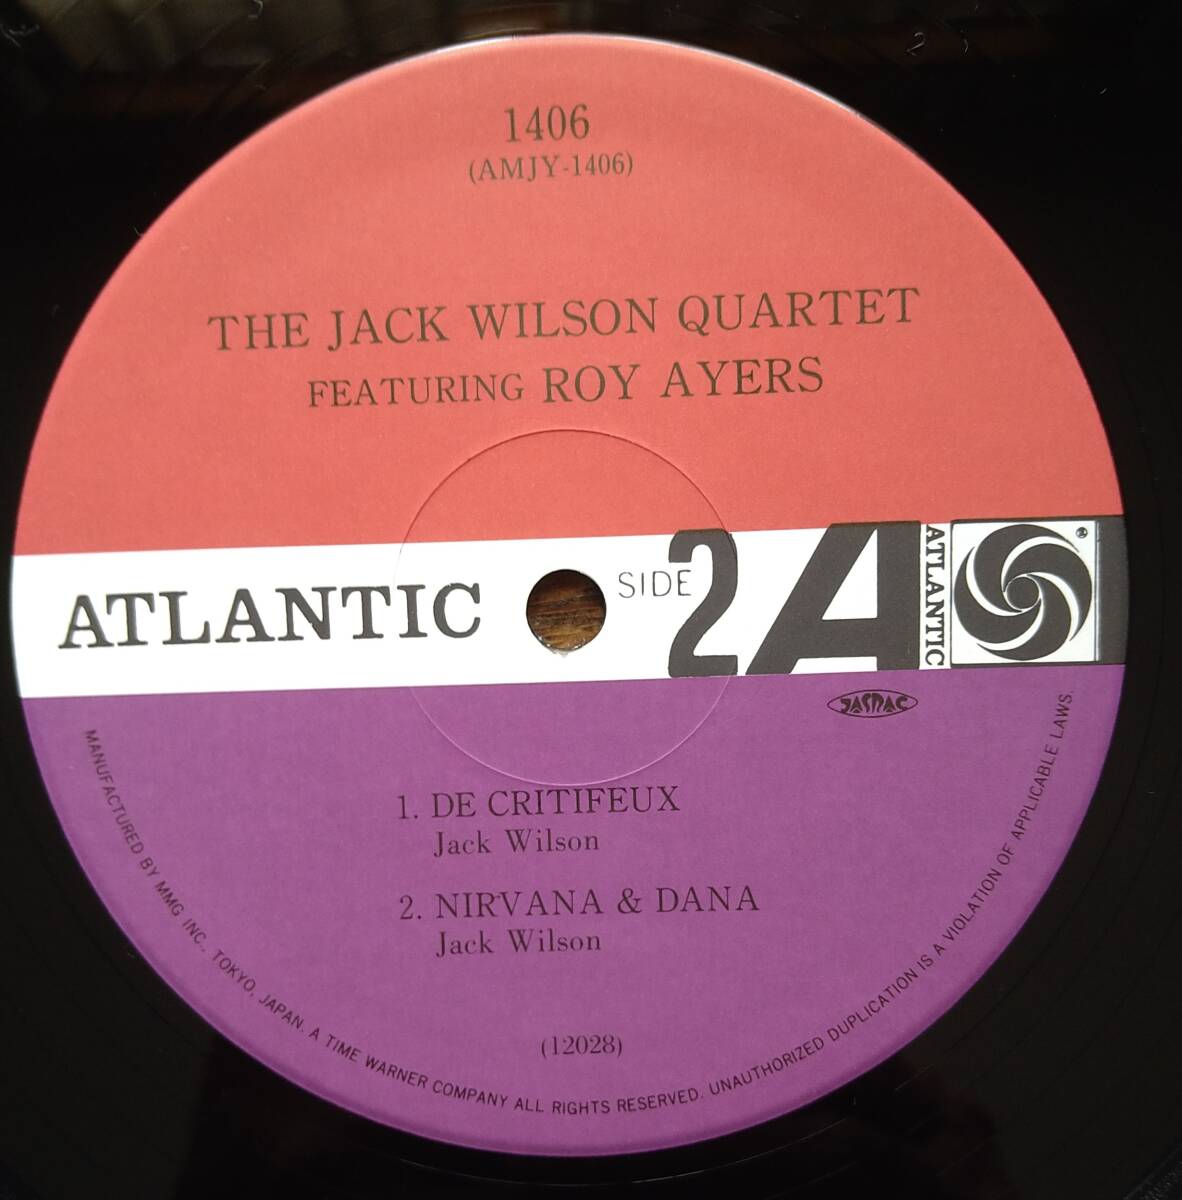 1406
(AMJY-1406)
THE JACK WILSON QUARTET
FEATURING ROY AYERS
ATLANTIC
SIDE 2
A
ATLANTIC
®
JASRAC
1. DE CRITIFEUX
Jack Wilson
2. NIRVANA & DANA
Jack Wilson
(12028)
MANUFACTURED BY MMG INC., TOKYO, JAPAN. A TIME WARNER COMPANY ALL RIGHTS RESERVED. UNAUTHORIZED DUPLICATION IS A VIOLATION OF APPLICABLE LAWS.